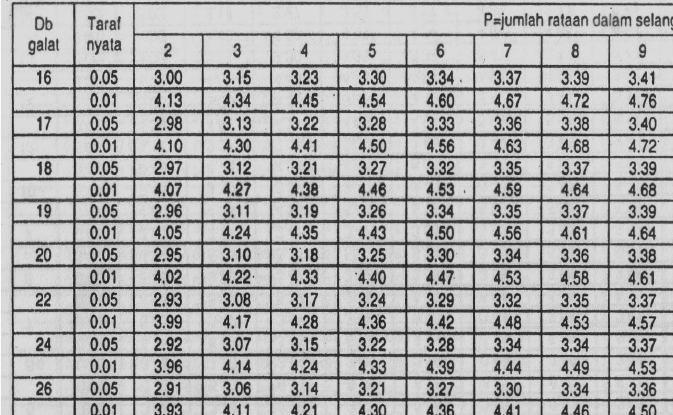 Db galat Taraf nyata P=jumlah rataan dalam selang
2 3 4 5 6 7 8 9
16 0.05 3.00 3.15 3.23 3.30 3.34 3.37 3.39 3.41
0.01 4.13 4.34 4.45 4.54 4.60 4.67 4.72 4.76
17 0.05 2.98 3.13 3.22 3.28 3.33 3.36 3.38 3.40
0.01 4.10 4.30 4.41 4.50 4.56 4.63 4.68 4.72
18 0.05 2.97 3.12 3.21 3.27 3.32 3.35 3.37 3.39
0.01 4.07 4.27 4.38 4.46 4.53 4.59 4.64 4.68
19 0.05 2.96 3.11 3.19 3.26 3.34 3.35 3.37 3.39
0.01 4.05 4.24 4.35 4.43 4.50 4.56 4.61 4.64
20 0.05 2.95 3.10 3.18 3.25 3.30 3.34 3.36 3.38
0.01 4.02 4.22 4.33 4.40 4.47 4.53 4.58 4.61
22 0.05 2.93 3.08 3.17 3.24 3.29 3.32 3.35 3.37
0.01 3.99 4.17 4.28 4.36 4.42 4.48 4.53 4.57
24 0.05 2.92 3.07 3.15 3.22 3.28 3.34 3.34 3.37
0.01 3.96 4.14 4.24 4.33 4.39 4.44 4.49 4.53
26 0.05 2.91 3.06 3.14 3.21 3.27 3.30 3.34 3.36
0.01 3.93 4.11 4.21 4.30 4.36 4.41 4.46 4.50